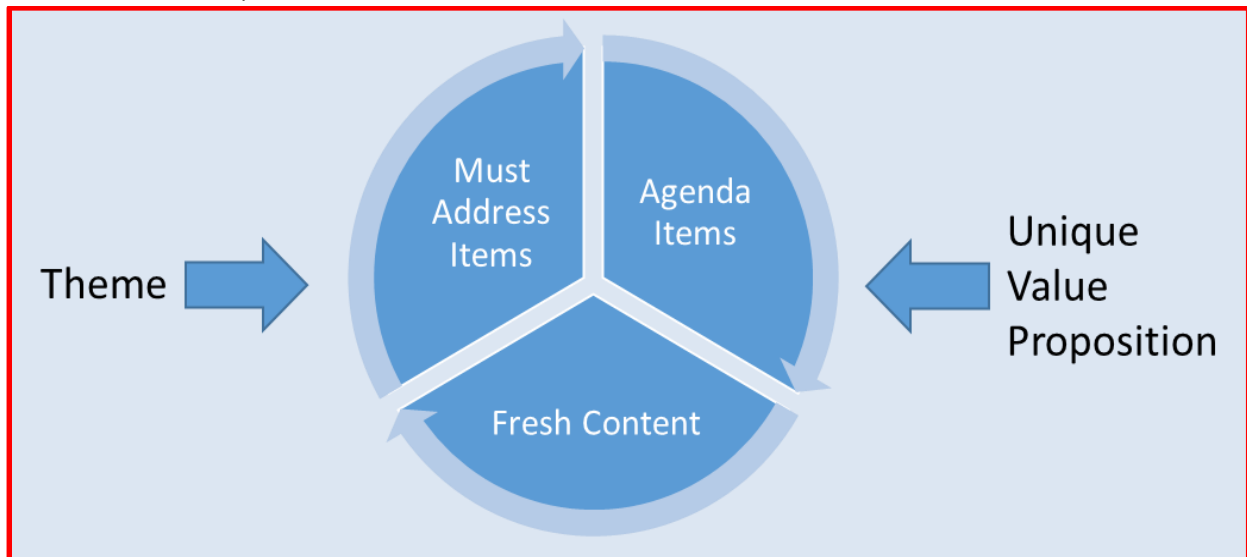 Must
Address
Items
Agenda
Items
Theme
Unique
Value
Proposition
Fresh Content